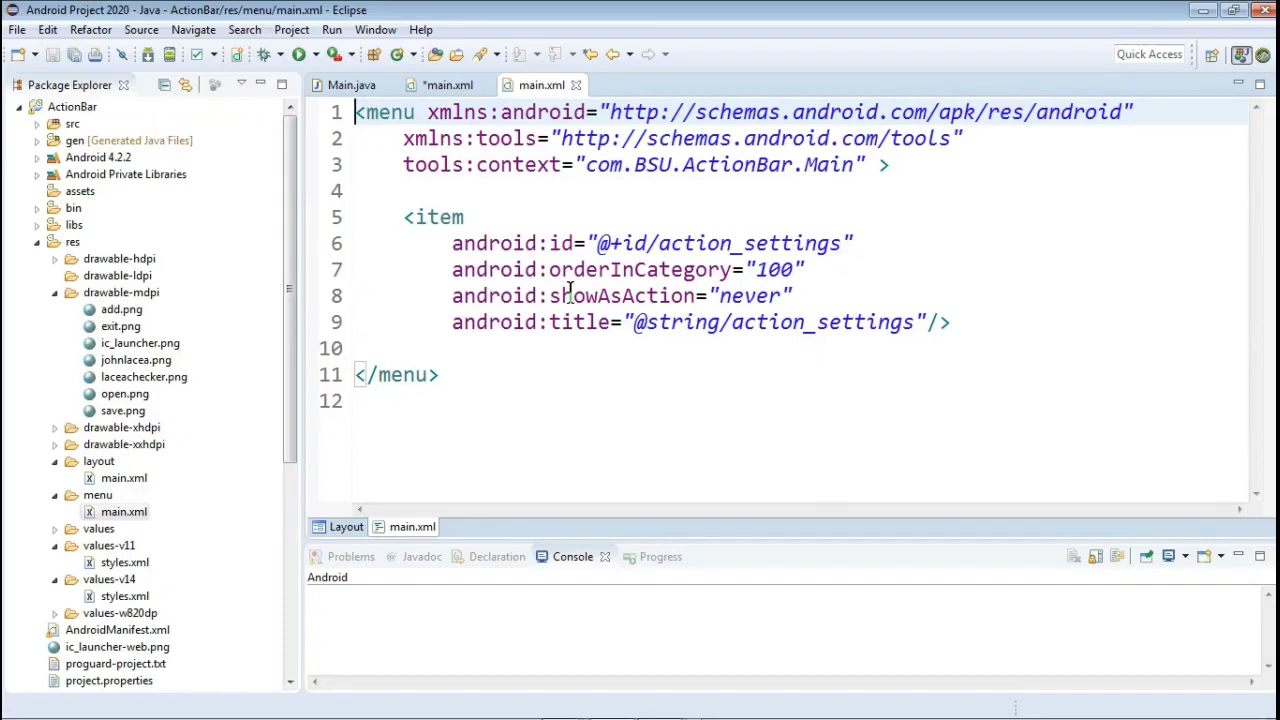 Android Project 2020 - Java - ActionBar/res/menu/main.xml - Eclipse
File Edit Refactor Source Navigate Search Project Run Window Help
Quick Access
Package Explorer
Main.java *main.xml main.xml
ActionBar
src
gen [Generated Java Files]
Android 4.2.2
Android Private Libraries
assets
bin
libs
res
drawable-hdpi
drawable-ldpi
drawable-mdpi
add.png
exit.png
ic_launcher.png
johnlacea.png
laceachecker.png
open.png
save.png
drawable-xhdpi
drawable-xxhdpi
layout
main.xml
menu
main.xml
values
values-v11
styles.xml
values-v14
styles.xml
values-w820dp
AndroidManifest.xml
ic_launcher-web.png
proguard-project.txt
project.properties
1 <menu xmlns:android="http://schemas.android.com/apk/res/android"
2 xmlns:tools="http://schemas.android.com/tools"
3 tools:context="com.BSU.ActionBar.Main" >
4
5 <item
6 android:id="@+id/action_settings"
7 android:orderInCategory="100"
8 android:showAsAction="never"
9 android:title="@string/action_settings"/>
10
11 </menu>
12
Layout main.xml
Problems Javadoc Declaration Console Progress
Android